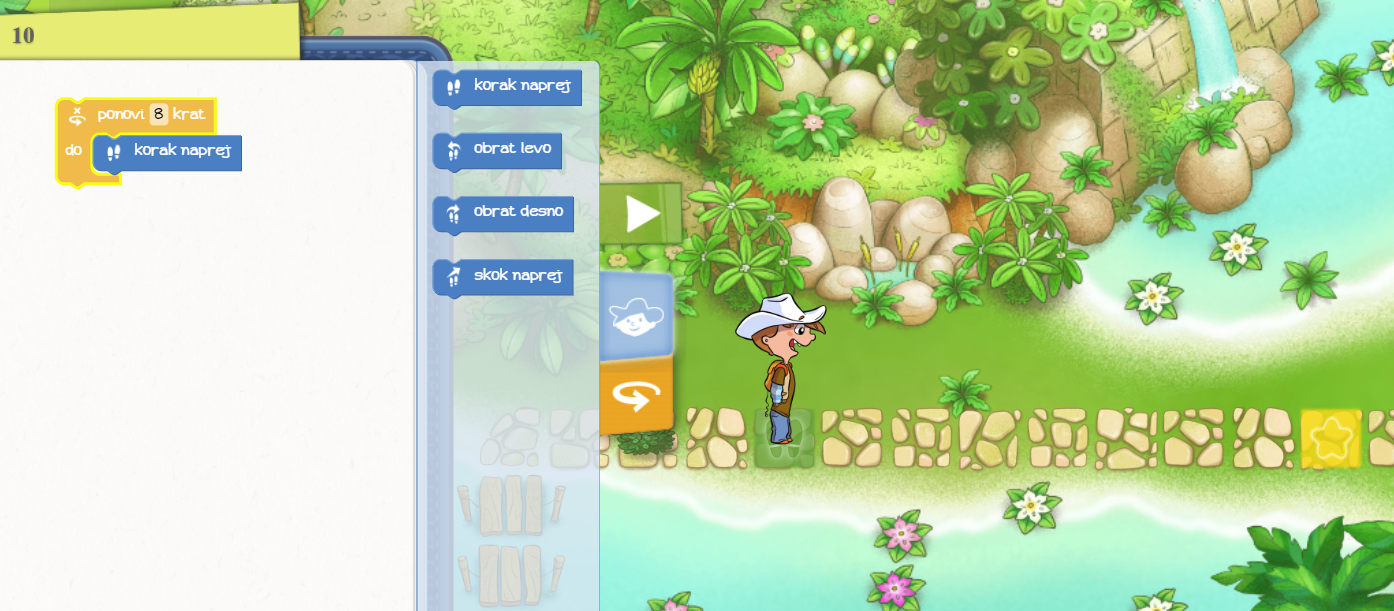 10
ponovi 8 krat
do
korak naprej
korak naprej
obrat levo
obrat desno
skok naprej